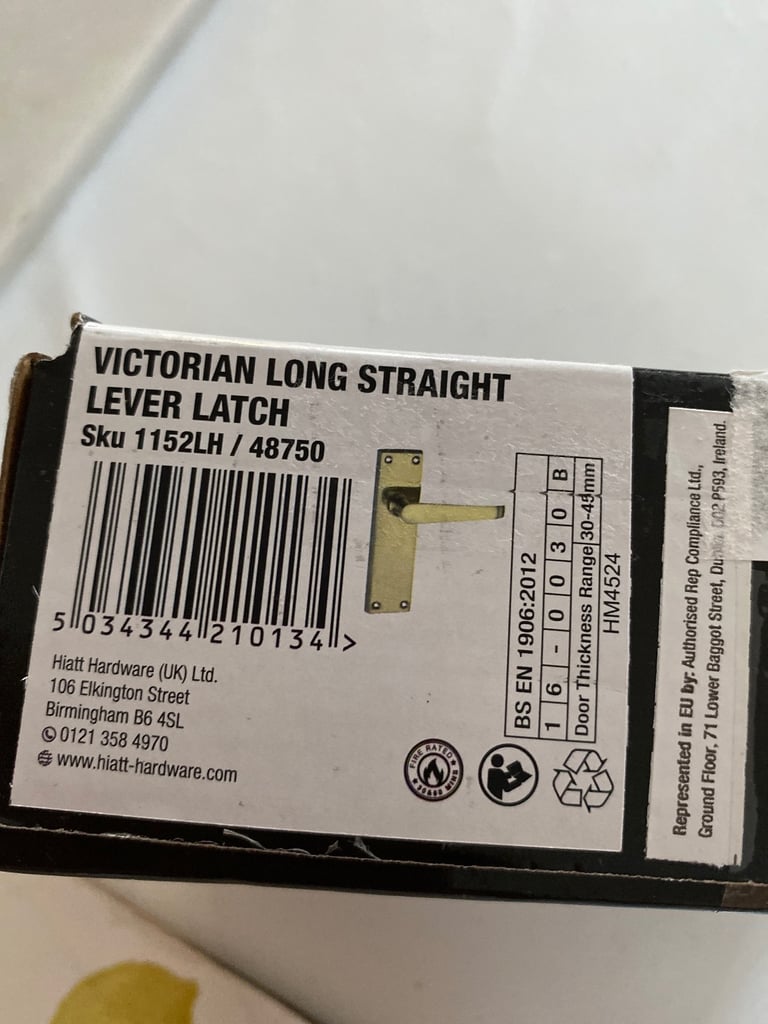 VICTORIAN LONG STRAIGHT
LEVER LATCH
Sku 1152LH / 48750
5 034344 210134 >
Hiatt Hardware (UK) Ltd.
106 Elkington Street
Birmingham B6 4SL
0121 358 4970
www.hiatt-hardware.com
FIRE RATED
30&60 MINS
BS EN 1906:2012
1 6 - 0 0 3 0 B
Door Thickness Range 30-45mm
HM4524
Represented in EU by: Authorised Rep Compliance Ltd.,
Ground Floor, 71 Lower Baggot Street, D02 P593, Ireland.